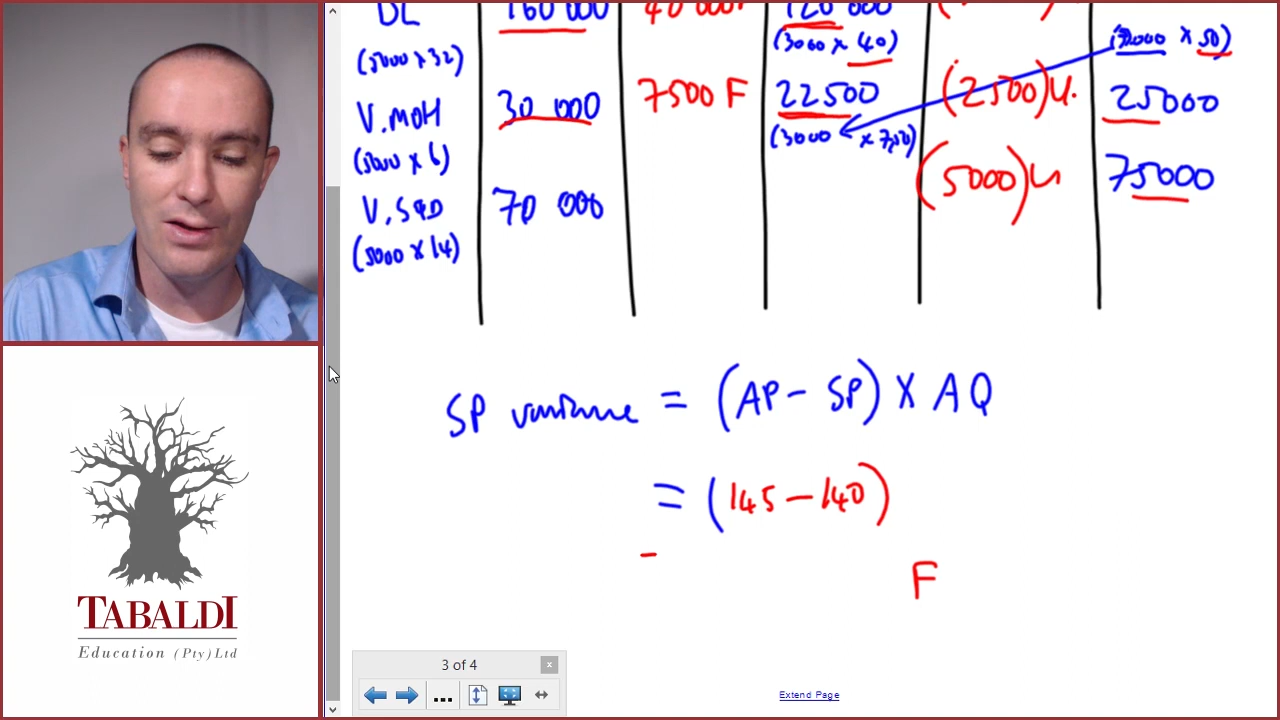 DL 160 000 40 000F 120 000
(5000 x 32) (3000 x 40) x 50)
V.MOH 30 000 7500 F 22500 (2500)U. 25000
(5000 x 6) (3000 x 7,50)
V.S&D 70 000 (5000)U 75000
(5000 x 14)
SP variance = (AP - SP) X AQ
= (145 - 140)
-
F
TABALDI
Education (Pty) Ltd
3 of 4
x
...
Extend Page